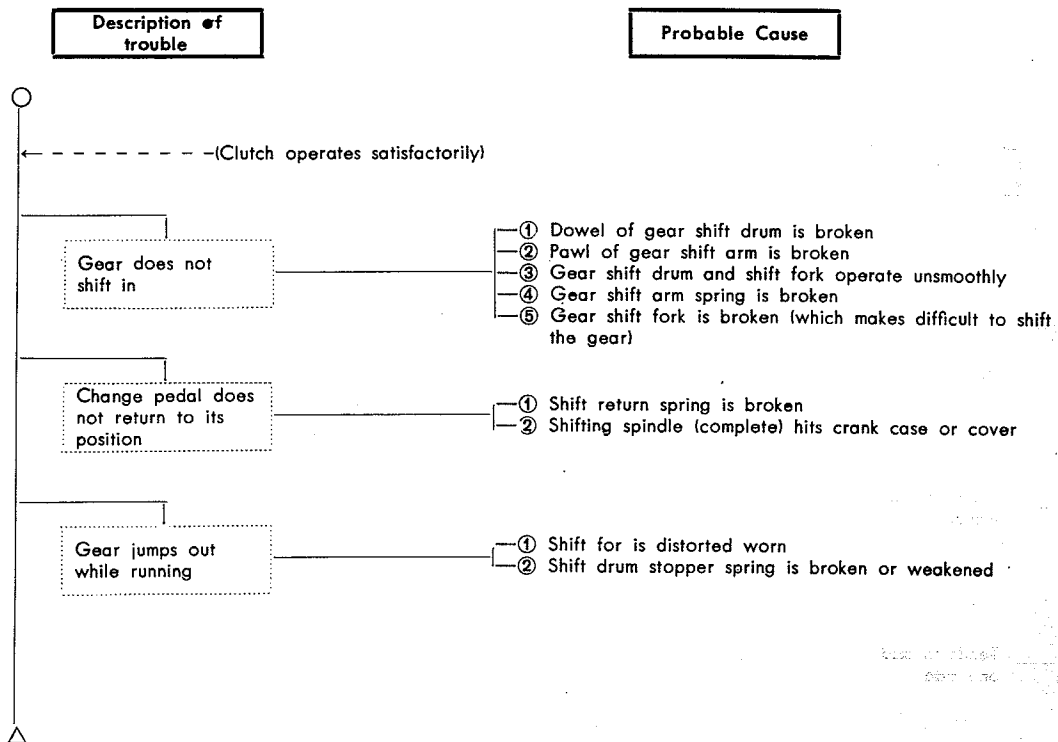 Description of
trouble
Probable Cause
(Clutch operates satisfactorily)
Gear does not
shift in
① Dowel of gear shift drum is broken
② Pawl of gear shift arm is broken
③ Gear shift drum and shift fork operate unsmoothly
④ Gear shift arm spring is broken
⑤ Gear shift fork is broken (which makes difficult to shift
the gear)
Change pedal does
not return to its
position
① Shift return spring is broken
② Shifting spindle (complete) hits crank case or cover
Gear jumps out
while running
① Shift for is distorted worn
② Shift drum stopper spring is broken or weakened